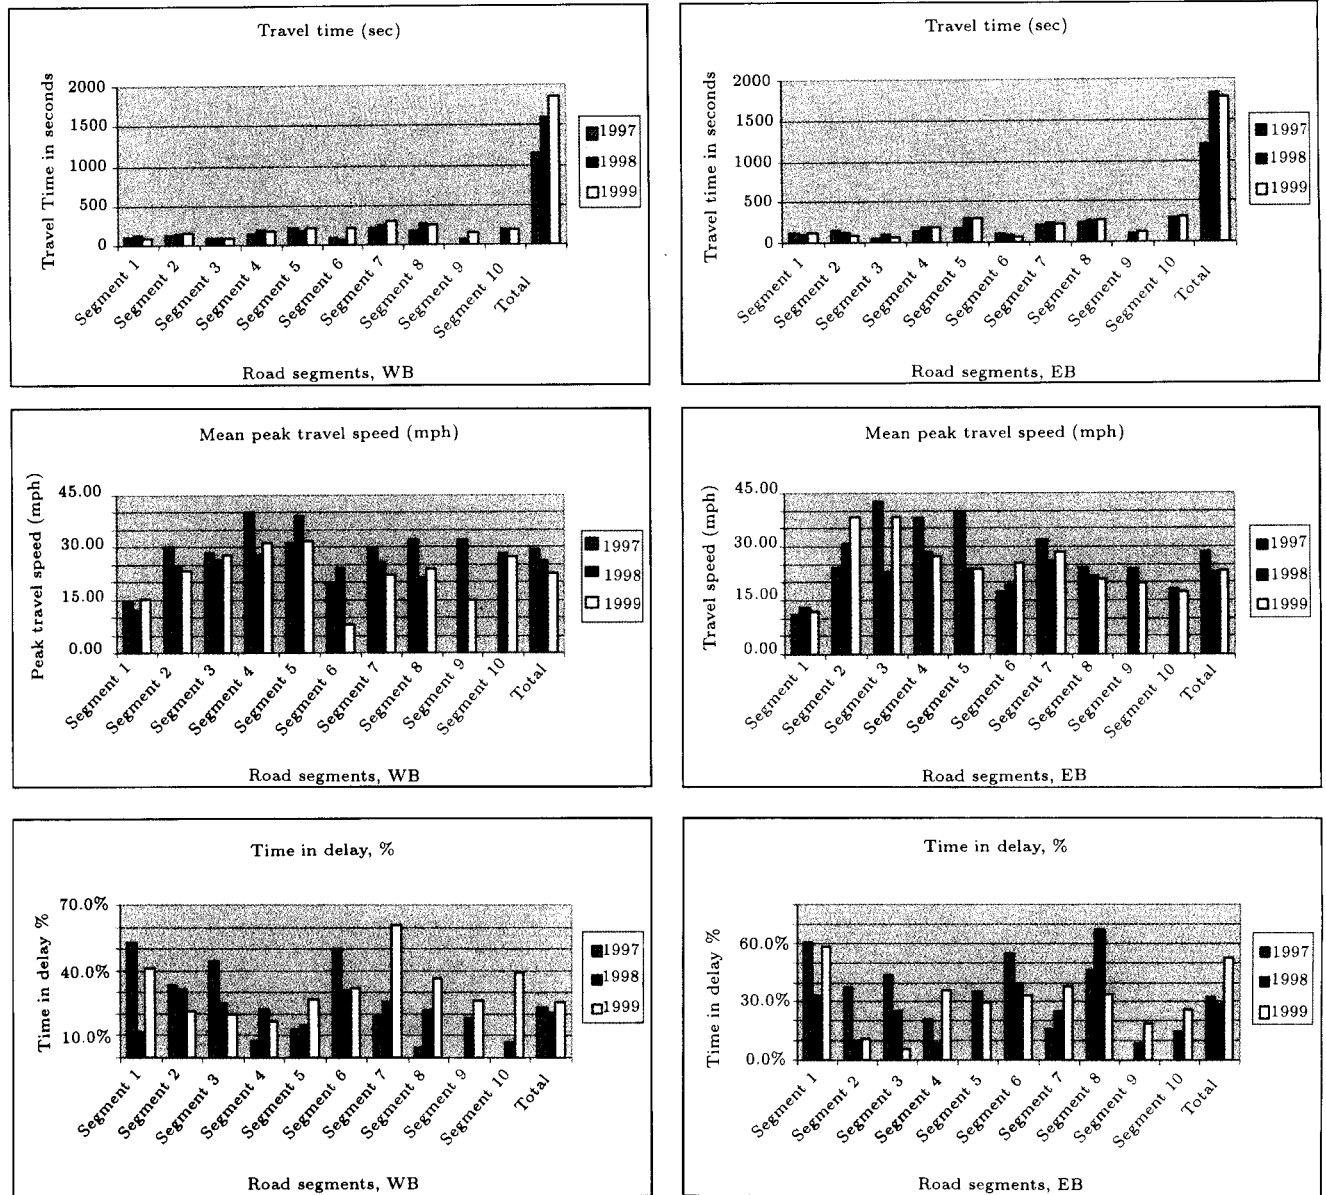 Travel time (sec)
Travel Time in seconds
2000
1500
1000
500
0
Segment 1
Segment 2
Segment 3
Segment 4
Segment 5
Segment 6
Segment 7
Segment 8
Segment 9
Segment 10
Total
1997
1998
1999
Road segments, WB
Travel time (sec)
Travel time in seconds
2000
1500
1000
500
0
Segment 1
Segment 2
Segment 3
Segment 4
Segment 5
Segment 6
Segment 7
Segment 8
Segment 9
Segment 10
Total
1997
1998
1999
Road segments, EB
Mean peak travel speed (mph)
Peak travel speed (mph)
45.00
30.00
15.00
0.00
Segment 1
Segment 2
Segment 3
Segment 4
Segment 5
Segment 6
Segment 7
Segment 8
Segment 9
Segment 10
Total
1997
1998
1999
Road segments, WB
Mean peak travel speed (mph)
Travel speed (mph)
45.00
30.00
15.00
0.00
Segment 1
Segment 2
Segment 3
Segment 4
Segment 5
Segment 6
Segment 7
Segment 8
Segment 9
Segment 10
Total
1997
1998
1999
Road segments, EB
Time in delay, %
Time in delay %
70.0%
40.0%
10.0%
Segment 1
Segment 2
Segment 3
Segment 4
Segment 5
Segment 6
Segment 7
Segment 8
Segment 9
Segment 10
Total
1997
1998
1999
Road segments, WB
Time in delay, %
Time in delay %
60.0%
30.0%
0.0%
Segment 1
Segment 2
Segment 3
Segment 4
Segment 5
Segment 6
Segment 7
Segment 8
Segment 9
Segment 10
Total
1997
1998
1999
Road segments, EB